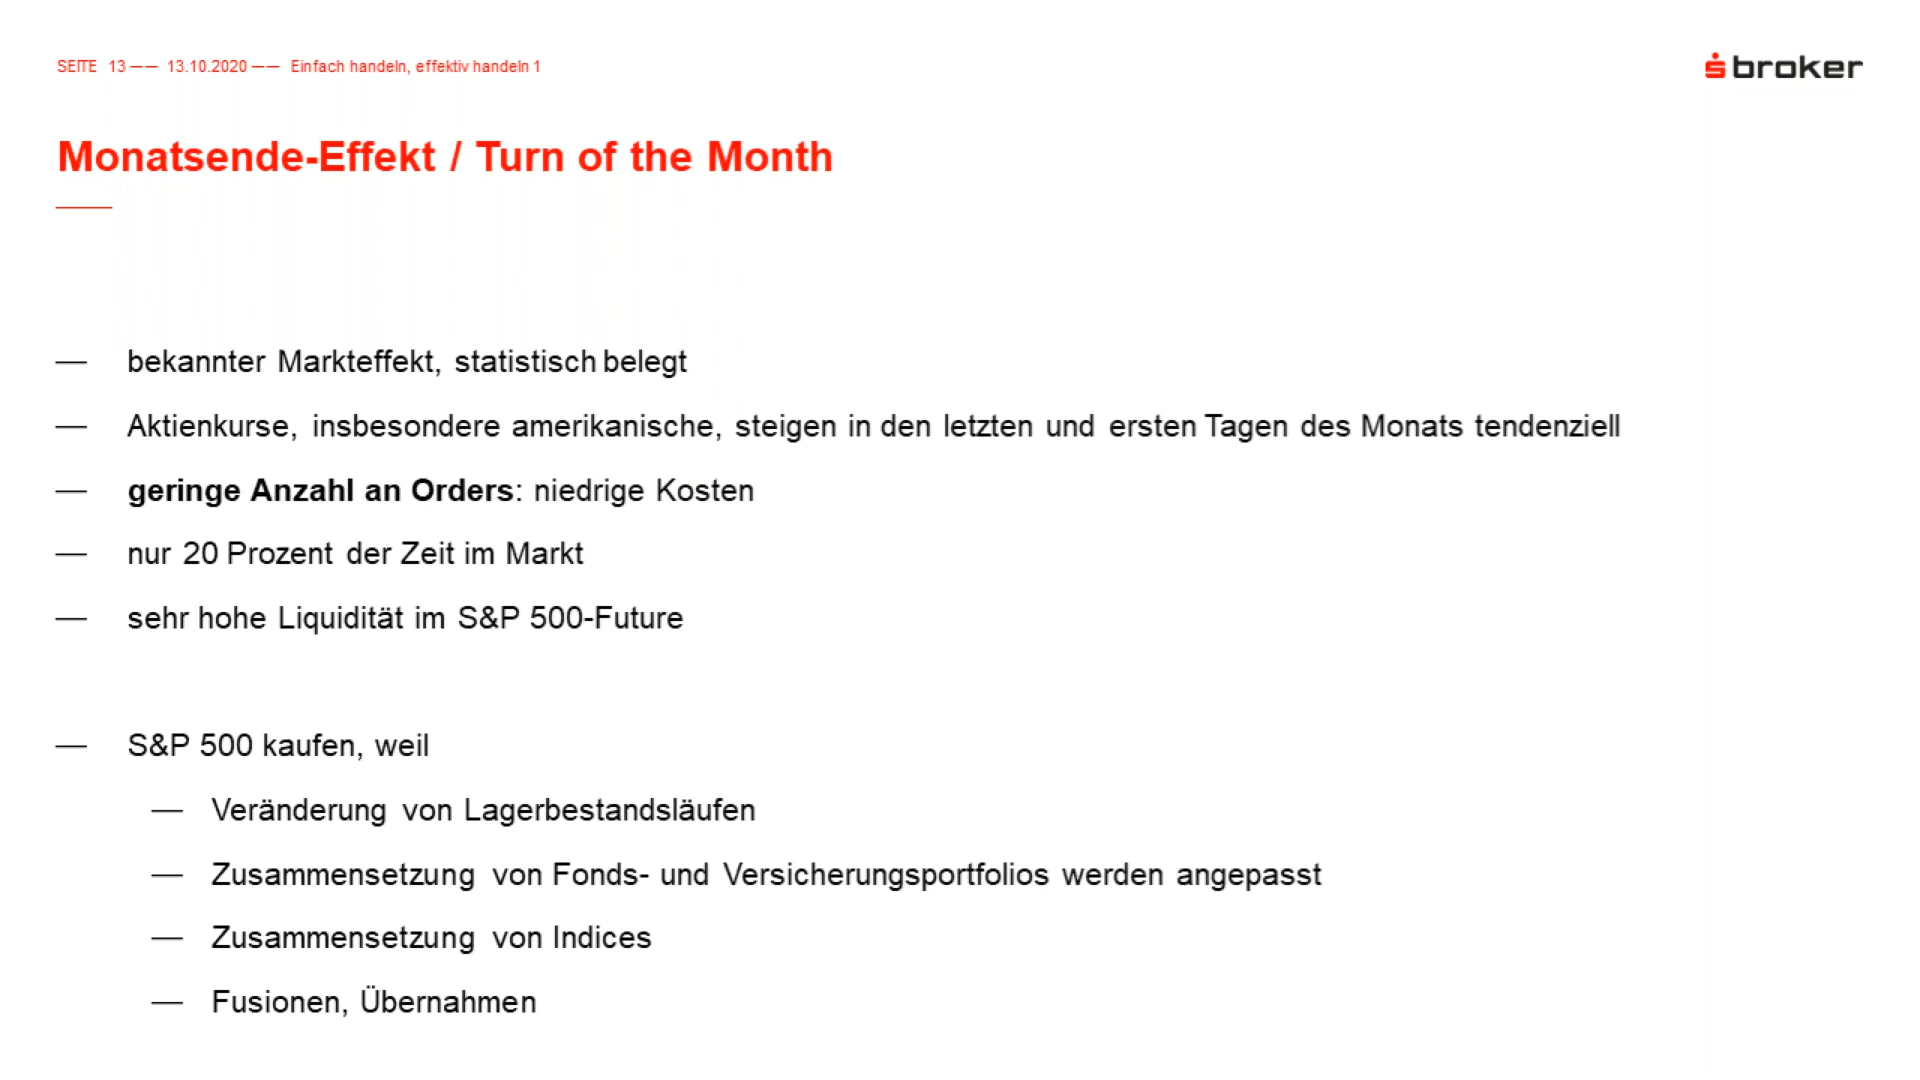 SEITE 13 —— 13.10.2020 —— Einfach handeln, effektiv handeln 1
broker
Monatsende-Effekt / Turn of the Month
— bekannter Markteffekt, statistisch belegt
— Aktienkurse, insbesondere amerikanische, steigen in den letzten und ersten Tagen des Monats tendenziell
— geringe Anzahl an Orders: niedrige Kosten
— nur 20 Prozent der Zeit im Markt
— sehr hohe Liquidität im S&P 500-Future
— S&P 500 kaufen, weil
— Veränderung von Lagerbestandsläufen
— Zusammensetzung von Fonds- und Versicherungsportfolios werden angepasst
— Zusammensetzung von Indices
— Fusionen, Übernahmen